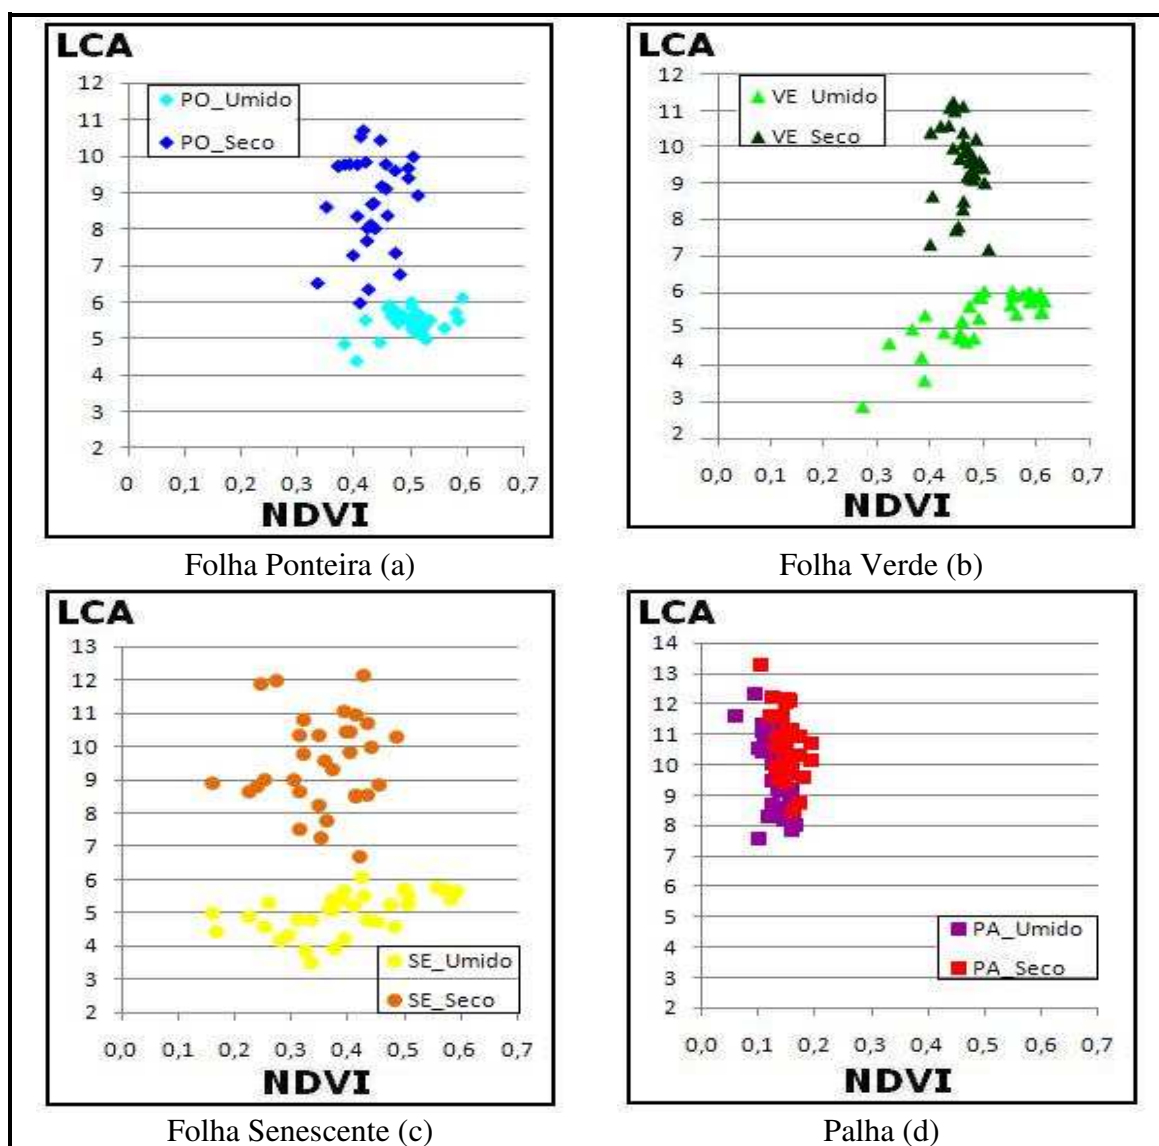 LCA
12
11
10
9
8
7
6
5
4
3
2
PO_Umido
PO_Seco
0 0,1 0,2 0,3 0,4 0,5 0,6 0,7
NDVI
Folha Ponteira (a)
LCA
12
11
10
9
8
7
6
5
4
3
2
VE_Umido
VE_Seco
0,0 0,1 0,2 0,3 0,4 0,5 0,6 0,7
NDVI
Folha Verde (b)
LCA
13
12
11
10
9
8
7
6
5
4
3
2
SE_Umido
SE_Seco
0,0 0,1 0,2 0,3 0,4 0,5 0,6 0,7
NDVI
Folha Senescente (c)
LCA
14
13
12
11
10
9
8
7
6
5
4
3
2
PA_Umido
PA_Seco
0,0 0,1 0,2 0,3 0,4 0,5 0,6 0,7
NDVI
Palha (d)